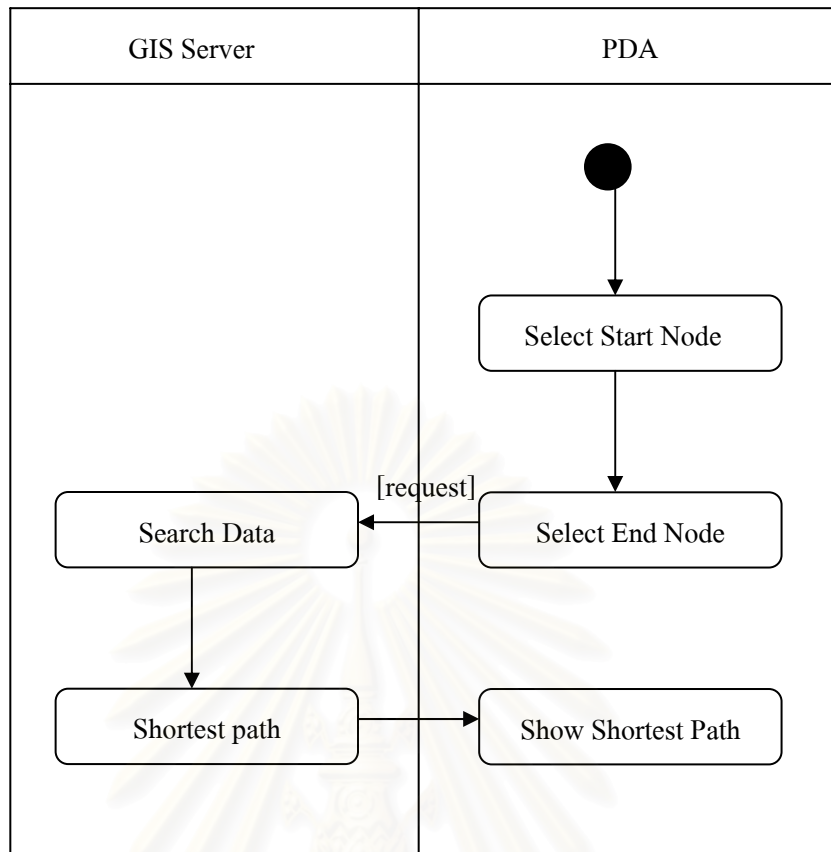 GIS Server
PDA
Select Start Node
[request]
Search Data
Select End Node
Shortest path
Show Shortest Path